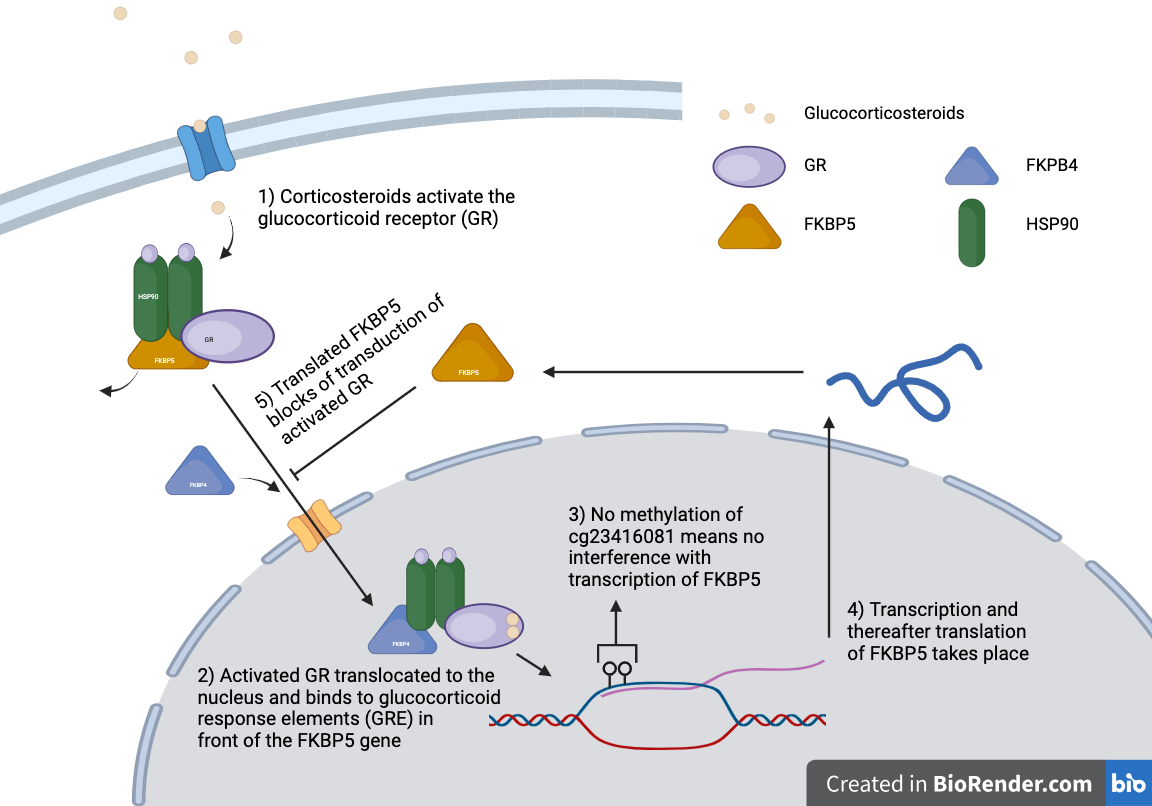 Glucocorticosteroids
GR
FKPB4
FKBP5
HSP90
1) Corticosteroids activate the
glucocorticoid receptor (GR)
HSP90
GR
FKBP5
5) Translated FKBP5
blocks of transduction of
activated GR
FKBP5
FKBP4
3) No methylation of
cg23416081 means no
interference with
transcription of FKBP5
4) Transcription and
thereafter translation
of FKBP5 takes place
FKBP4
2) Activated GR translocated to the
nucleus and binds to glucocorticoid
response elements (GRE) in
front of the FKBP5 gene
Created in BioRender.com bio